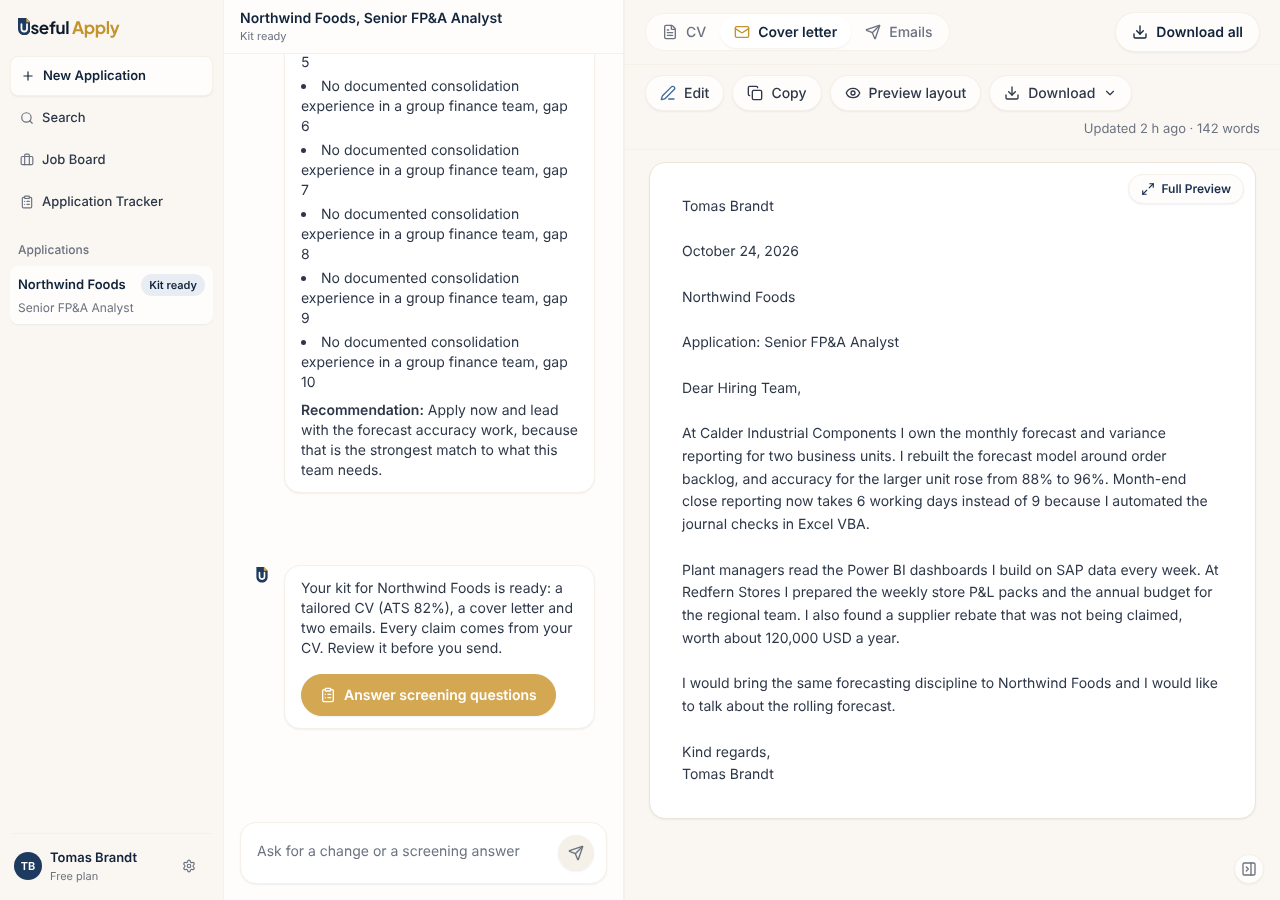 Useful Apply
New Application
Search
Job Board
Application Tracker
Applications
Northwind Foods
Kit ready
Senior FP&A Analyst
TB
Tomas Brandt
Free plan
Northwind Foods, Senior FP&A Analyst
Kit ready
5
• No documented consolidation
experience in a group finance team, gap
6
• No documented consolidation
experience in a group finance team, gap
7
• No documented consolidation
experience in a group finance team, gap
8
• No documented consolidation
experience in a group finance team, gap
9
• No documented consolidation
experience in a group finance team, gap
10
Recommendation: Apply now and lead
with the forecast accuracy work, because
that is the strongest match to what this
team needs.
Your kit for Northwind Foods is ready: a
tailored CV (ATS 82%), a cover letter and
two emails. Every claim comes from your
CV. Review it before you send.
Answer screening questions
Ask for a change or a screening answer
CV
Cover letter
Emails
Download all
Edit
Copy
Preview layout
Download
Updated 2 h ago · 142 words
Full Preview
Tomas Brandt
October 24, 2026
Northwind Foods
Application: Senior FP&A Analyst
Dear Hiring Team,
At Calder Industrial Components I own the monthly forecast and variance
reporting for two business units. I rebuilt the forecast model around order
backlog, and accuracy for the larger unit rose from 88% to 96%. Month-end
close reporting now takes 6 working days instead of 9 because I automated the
journal checks in Excel VBA.
Plant managers read the Power BI dashboards I build on SAP data every week. At
Redfern Stores I prepared the weekly store P&L packs and the annual budget for
the regional team. I also found a supplier rebate that was not being claimed,
worth about 120,000 USD a year.
I would bring the same forecasting discipline to Northwind Foods and I would like
to talk about the rolling forecast.
Kind regards,
Tomas Brandt